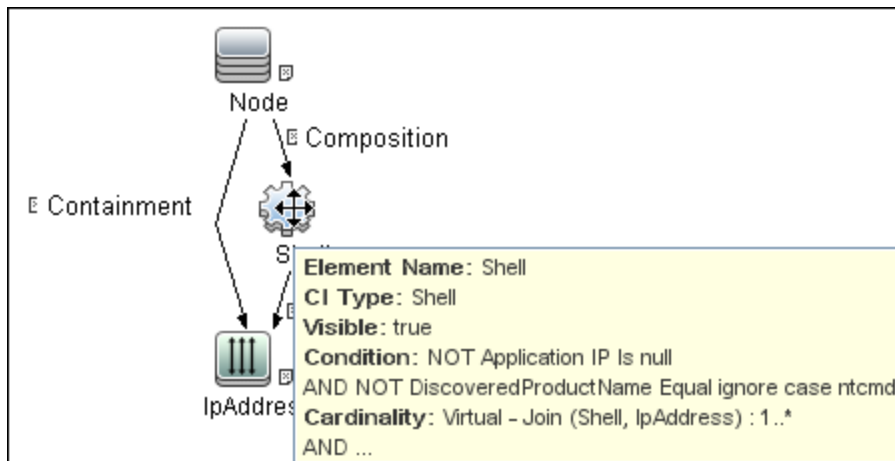 Node
Composition
Containment
Element Name: Shell
CI Type: Shell
Visible: true
Condition: NOT Application IP Is null
AND NOT DiscoveredProductName Equal ignore case ntcmd
Cardinality: Virtual - Join (Shell, IpAddress) : 1..*
AND ...
IpAddres